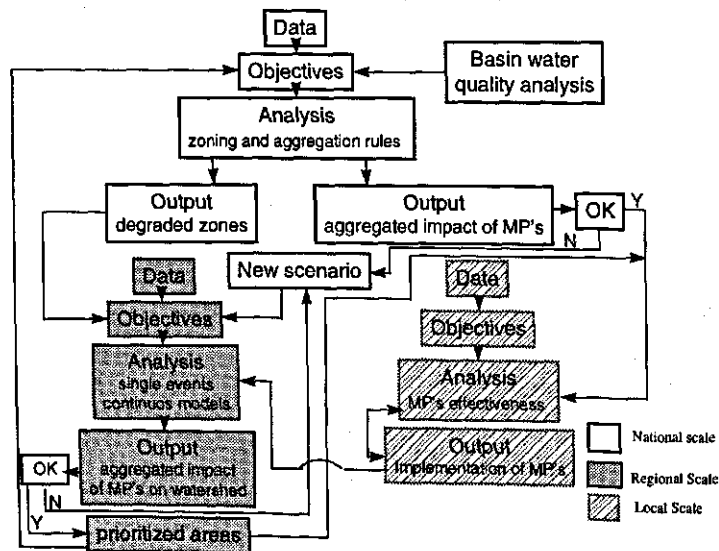 Data
Objectives
Basin water
quality analysis
Analysis
zoning and aggregation rules
Output
degraded zones
Output
aggregated impact of MP's
OK
Y
N
New scenario
Data
Objectives
Analysis
single events
continuos models
Output
aggregated impact
of MP's on watershed
OK
N
Y
prioritized areas
Data
Objectives
Analysis
MP's effectiveness
Output
Implementation of MP's
National scale
Regional Scale
Local Scale